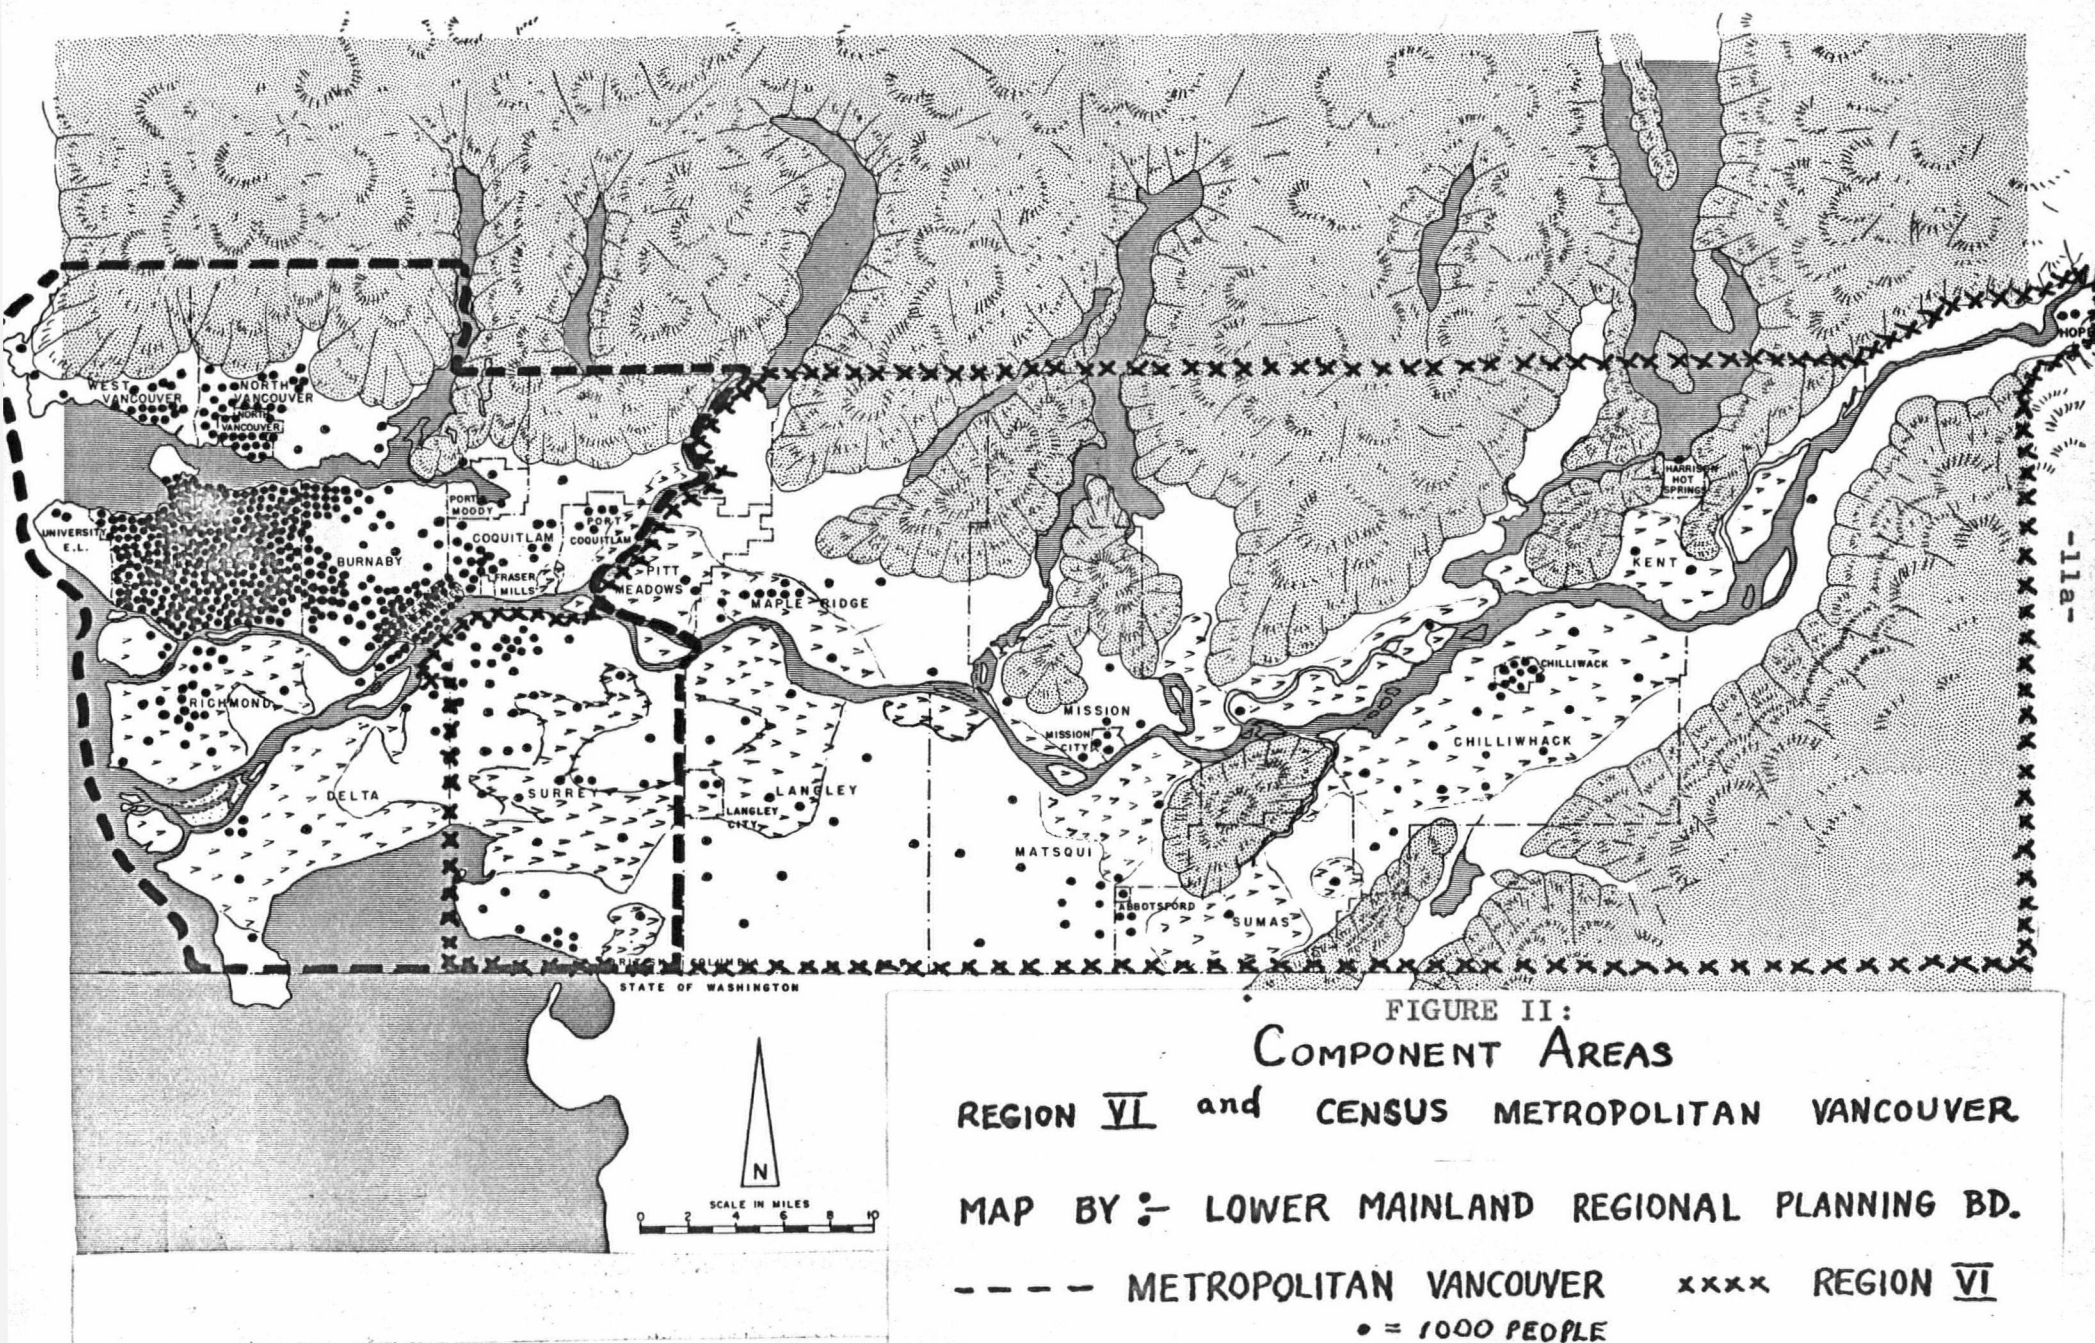 HOPE
WEST
VANCOUVER
NORTH
VANCOUVER
NORTH
VANCOUVER
HARRISON
HOT
SPRINGS
PORT
MOODY
UNIVERSITY
E.L.
PORT
COQUITLAM
COQUITLAM
BURNABY
FRASER
MILLS
PITT
MEADOWS
MAPLE RIDGE
KENT
-11a-
CHILLIWACK
RICHMOND
MISSION
MISSION
CITY
CHILLIWHACK
DELTA
SURREY
LANGLEY
LANGLEY
CITY
MATSQUI
ABBOTSFORD
SUMAS
BRITISH COLUMBIA
STATE OF WASHINGTON
N
SCALE IN MILES
0 2 4 6 8 10
FIGURE II:
COMPONENT AREAS
REGION VI and CENSUS METROPOLITAN VANCOUVER
MAP BY :- LOWER MAINLAND REGIONAL PLANNING BD.
---- METROPOLITAN VANCOUVER xxxx REGION VI
• = 1000 PEOPLE